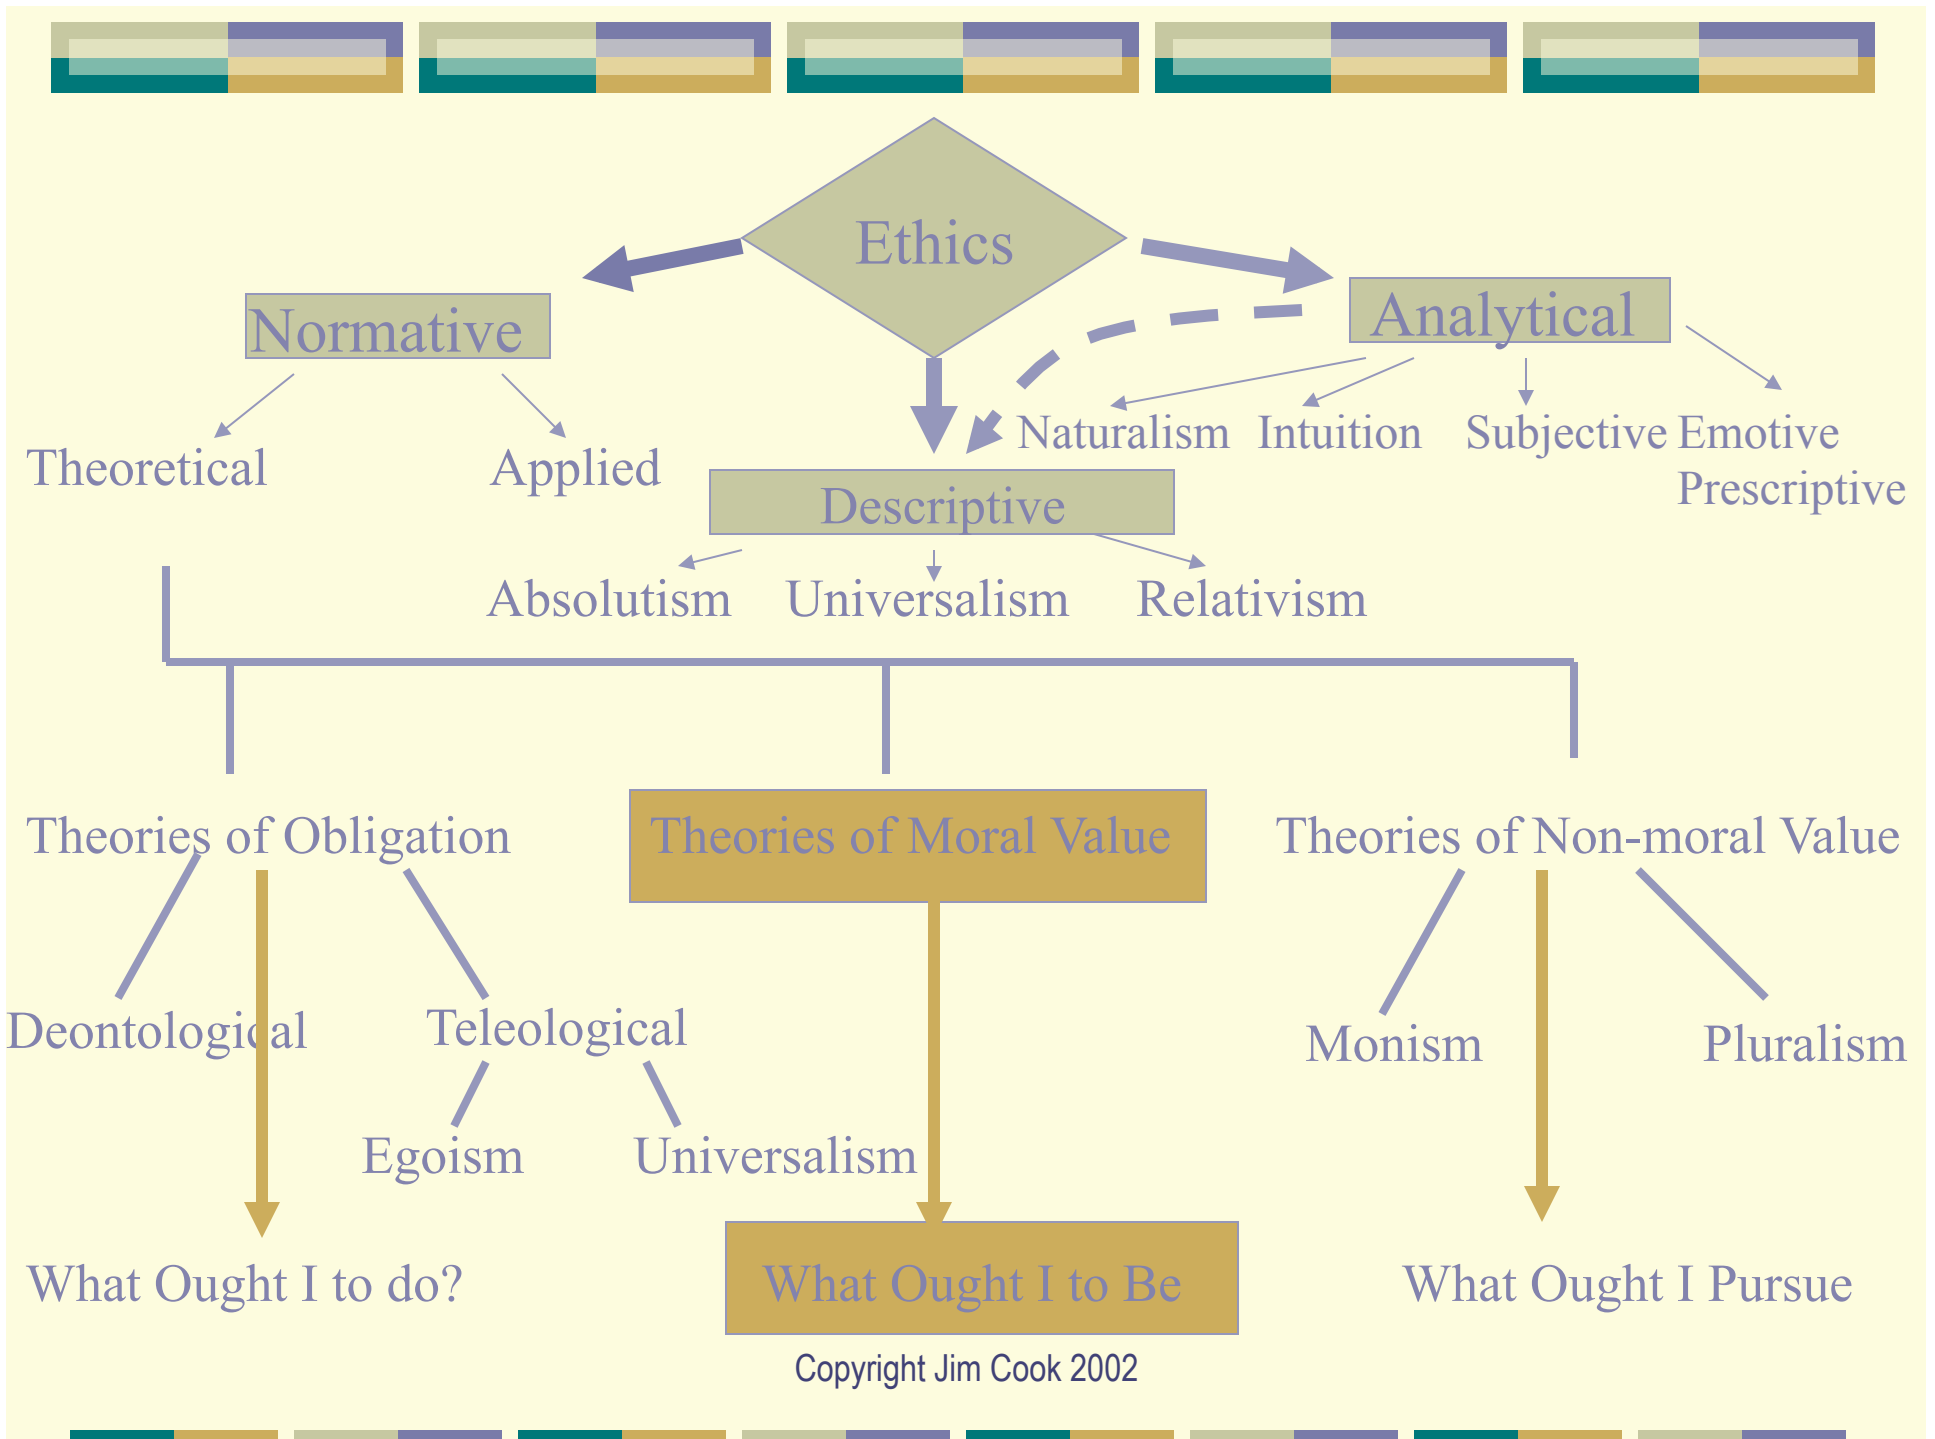 Ethics
Normative
Analytical
Naturalism Intuition Subjective Emotive
Prescriptive
Theoretical Applied
Descriptive
Absolutism Universalism Relativism
Theories of Obligation Theories of Moral Value Theories of Non-moral Value
Deontological Teleological Monism Pluralism
Egoism Universalism
What Ought I to do? What Ought I to Be What Ought I Pursue
Copyright Jim Cook 2002